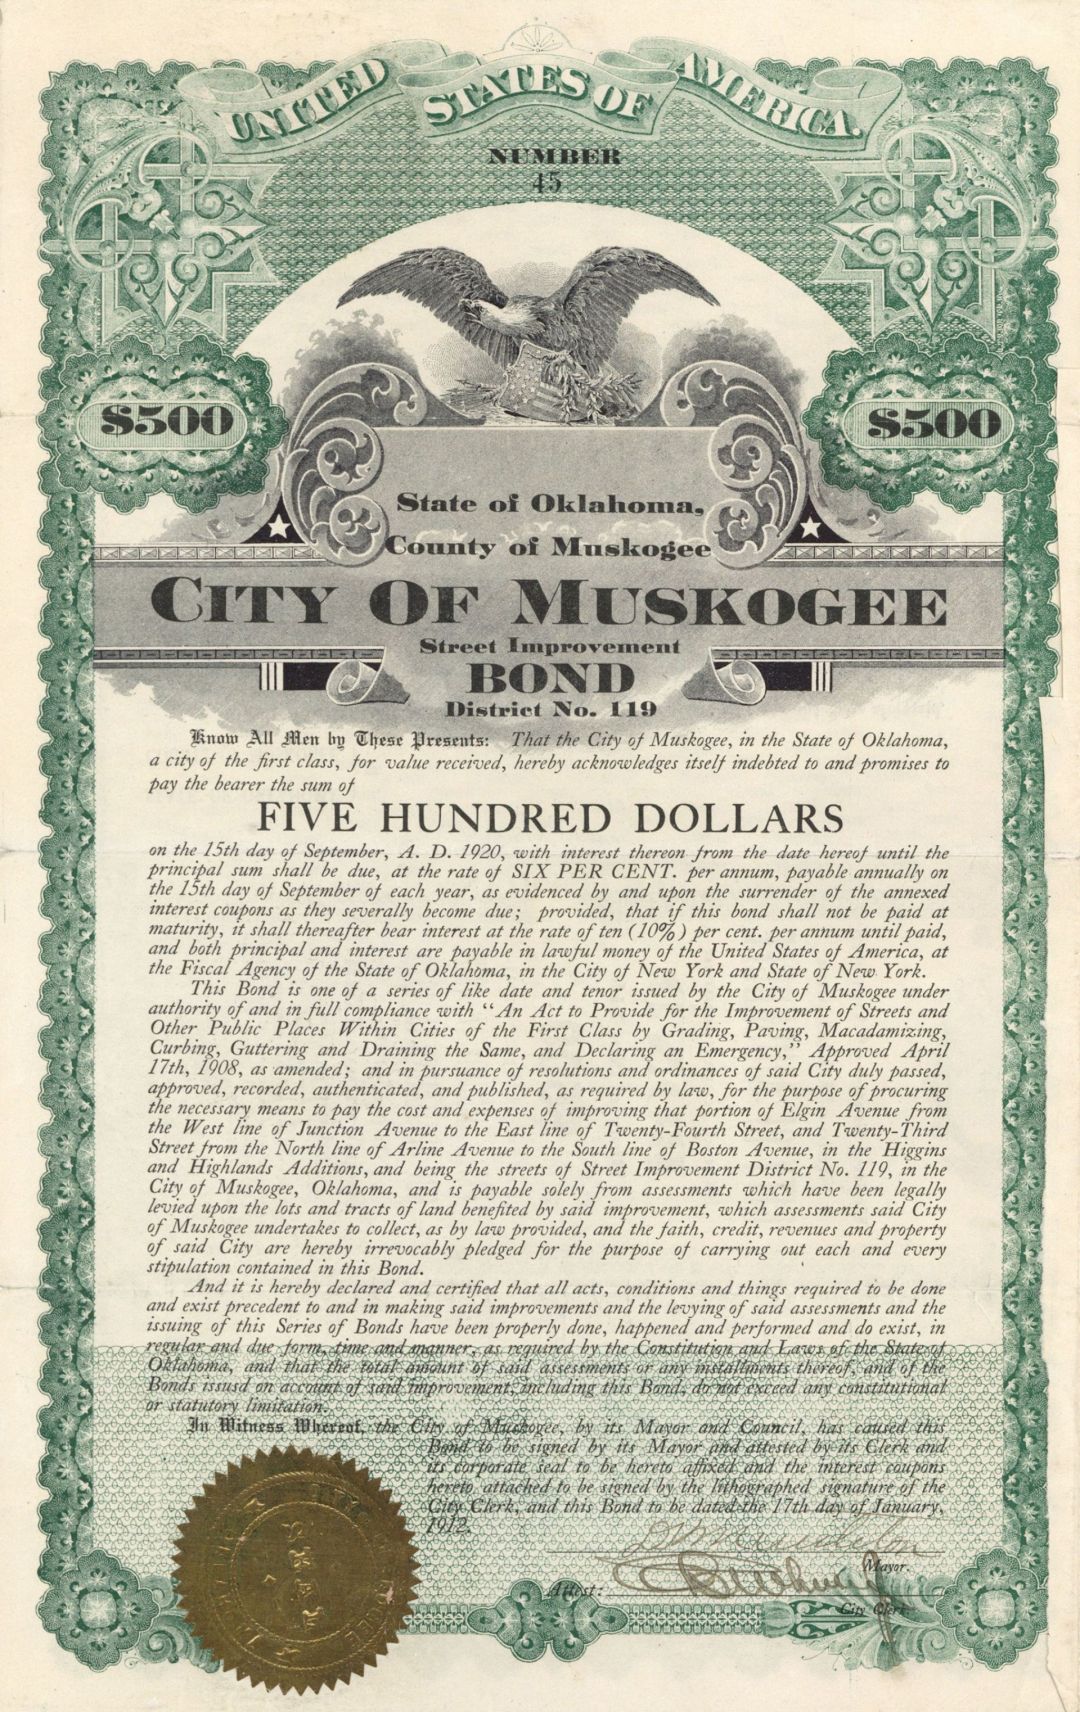 UNITED STATES OF AMERICA.
NUMBER
45
$500
$500
State of Oklahoma,
County of Muskogee
CITY OF MUSKOGEE
Street Improvement
BOND
District No. 119
Know All Men by These Presents: That the City of Muskogee, in the State of Oklahoma,
a city of the first class, for value received, hereby acknowledges itself indebted to and promises to
pay the bearer the sum of
FIVE HUNDRED DOLLARS
on the 15th day of September, A. D. 1920, with interest thereon from the date hereof until the
principal sum shall be due, at the rate of SIX PER CENT. per annum, payable annually on
the 15th day of September of each year, as evidenced by and upon the surrender of the annexed
interest coupons as they severally become due; provided, that if this bond shall not be paid at
maturity, it shall thereafter bear interest at the rate of ten (10%) per cent. per annum until paid,
and both principal and interest are payable in lawful money of the United States of America, at
the Fiscal Agency of the State of Oklahoma, in the City of New York and State of New York.
This Bond is one of a series of like date and tenor issued by the City of Muskogee under
authority of and in full compliance with "An Act to Provide for the Improvement of Streets and
Other Public Places Within Cities of the First Class by Grading, Paving, Macadamizing,
Curbing, Guttering and Draining the Same, and Declaring an Emergency," Approved April
17th, 1908, as amended; and in pursuance of resolutions and ordinances of said City duly passed,
approved, recorded, authenticated, and published, as required by law, for the purpose of procuring
the necessary means to pay the cost and expenses of improving that portion of Elgin Avenue from
the West line of Junction Avenue to the East line of Twenty-Fourth Street, and Twenty-Third
Street from the North line of Arline Avenue to the South line of Boston Avenue, in the Higgins
and Highlands Additions, and being the streets of Street Improvement District No. 119, in the
City of Muskogee, Oklahoma, and is payable solely from assessments which have been legally
levied upon the lots and tracts of land benefited by said improvement, which assessments said City
of Muskogee undertakes to collect, as by law provided, and the faith, credit, revenues and property
of said City are hereby irrevocably pledged for the purpose of carrying out each and every
stipulation contained in this Bond.
And it is hereby declared and certified that all acts, conditions and things required to be done
and exist precedent to and in making said improvements and the levying of said assessments and the
issuing of this Series of Bonds have been properly done, happened and performed and do exist, in
regular and due form, time and manner, as required by the Constitution and Laws of the State of
Oklahoma, and that the total amount of said assessments or any installments thereof, and of the
Bonds issusd on account of said improvement, including this Bond, do not exceed any constitutional
or statutory limitation.
In Witness Whereof, the City of Muskogee, by its Mayor and Council, has caused this
Bond to be signed by its Mayor and attested by its Clerk and
its corporate seal to be hereto affixed and the interest coupons
hereto attached to be signed by the lithographed signature of the
City Clerk, and this Bond to be dated the 17th day of January,
1912.
Mayor.
Attest:
City Clerk